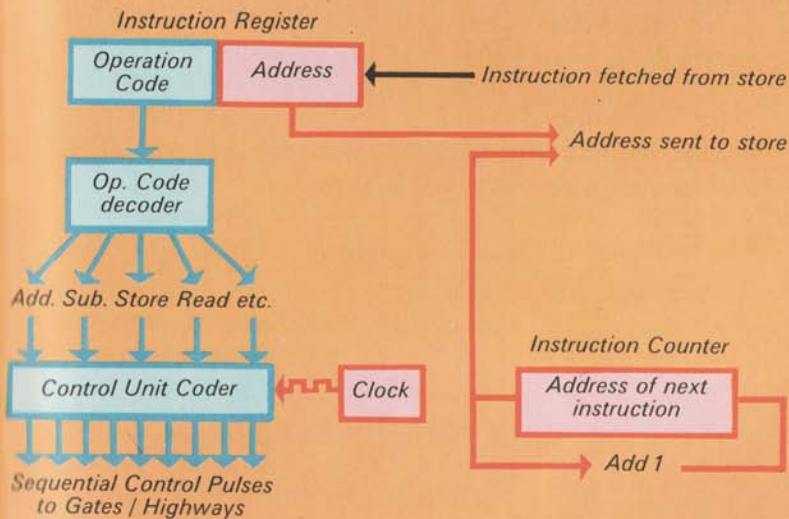 Instruction Register
Operation
Code
Address
Instruction fetched from store
Address sent to store
Op. Code
decoder
Add. Sub. Store Read etc.
Control Unit Coder
Clock
Instruction Counter
Address of next
instruction
Add 1
Sequential Control Pulses
to Gates / Highways